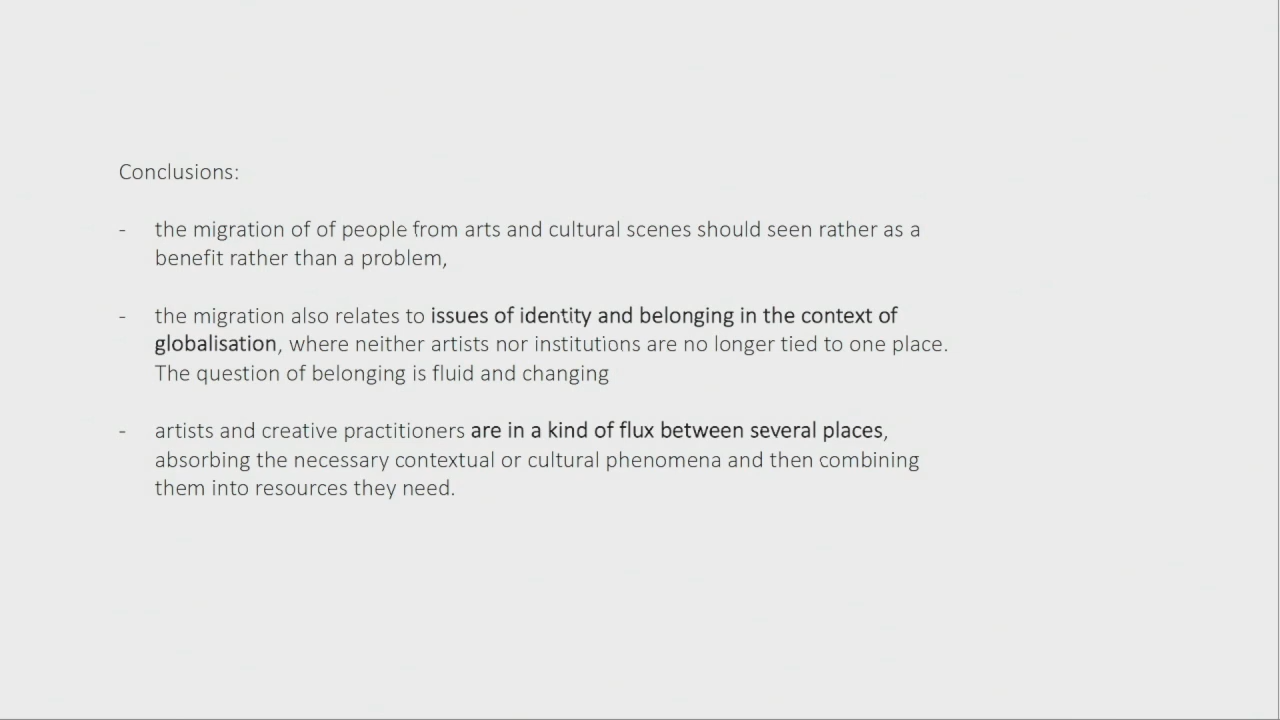 Conclusions:
- the migration of of people from arts and cultural scenes should seen rather as a
benefit rather than a problem,
- the migration also relates to issues of identity and belonging in the context of
globalisation, where neither artists nor institutions are no longer tied to one place.
The question of belonging is fluid and changing
- artists and creative practitioners are in a kind of flux between several places,
absorbing the necessary contextual or cultural phenomena and then combining
them into resources they need.